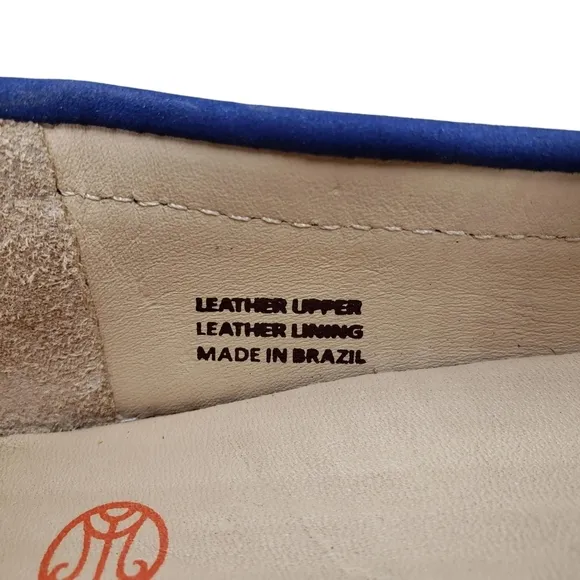 LEATHER UPPER
LEATHER LINING
MADE IN BRAZIL